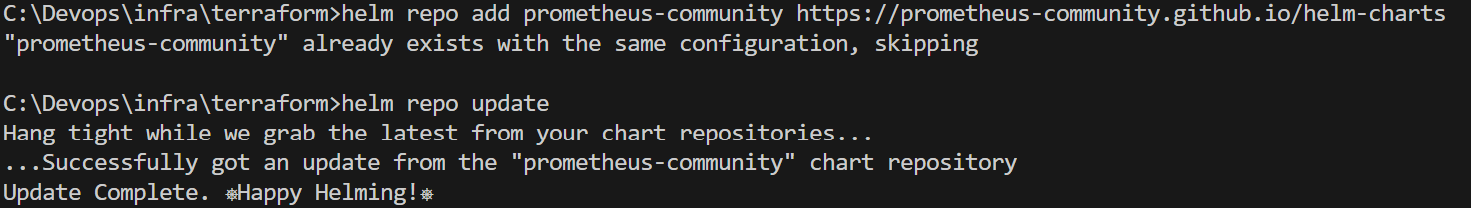 C:\Devops\infra\terraform>helm repo add prometheus-community https://prometheus-community.github.io/helm-charts
"prometheus-community" already exists with the same configuration, skipping
C:\Devops\infra\terraform>helm repo update
Hang tight while we grab the latest from your chart repositories...
...Successfully got an update from the "prometheus-community" chart repository
Update Complete. ⎈Happy Helming!⎈